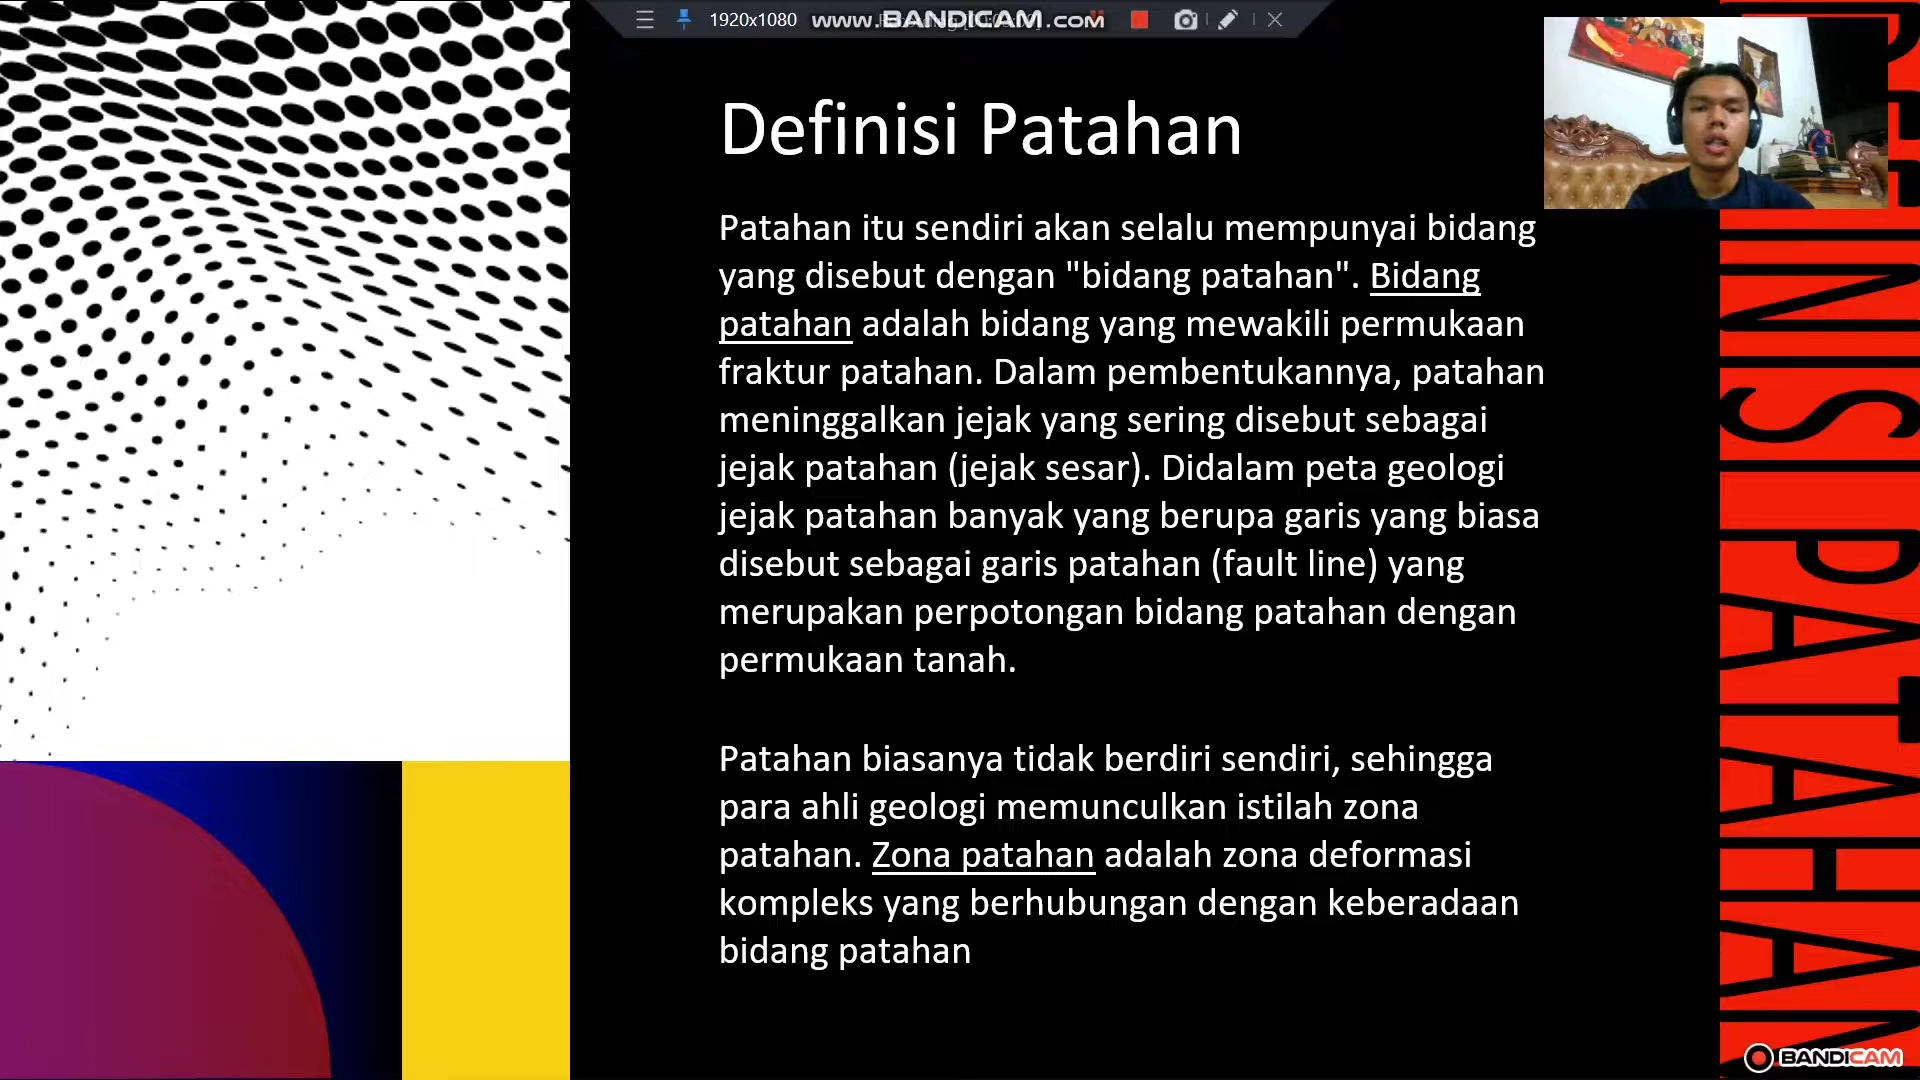 1920x1080 www.BANDICAM.com
Definisi Patahan
Patahan itu sendiri akan selalu mempunyai bidang
yang disebut dengan "bidang patahan". Bidang
patahan adalah bidang yang mewakili permukaan
fraktur patahan. Dalam pembentukannya, patahan
meninggalkan jejak yang sering disebut sebagai
jejak patahan (jejak sesar). Didalam peta geologi
jejak patahan banyak yang berupa garis yang biasa
disebut sebagai garis patahan (fault line) yang
merupakan perpotongan bidang patahan dengan
permukaan tanah.
Patahan biasanya tidak berdiri sendiri, sehingga
para ahli geologi memunculkan istilah zona
patahan. Zona patahan adalah zona deformasi
kompleks yang berhubungan dengan keberadaan
bidang patahan
INISI PATAHAN
BANDICAM